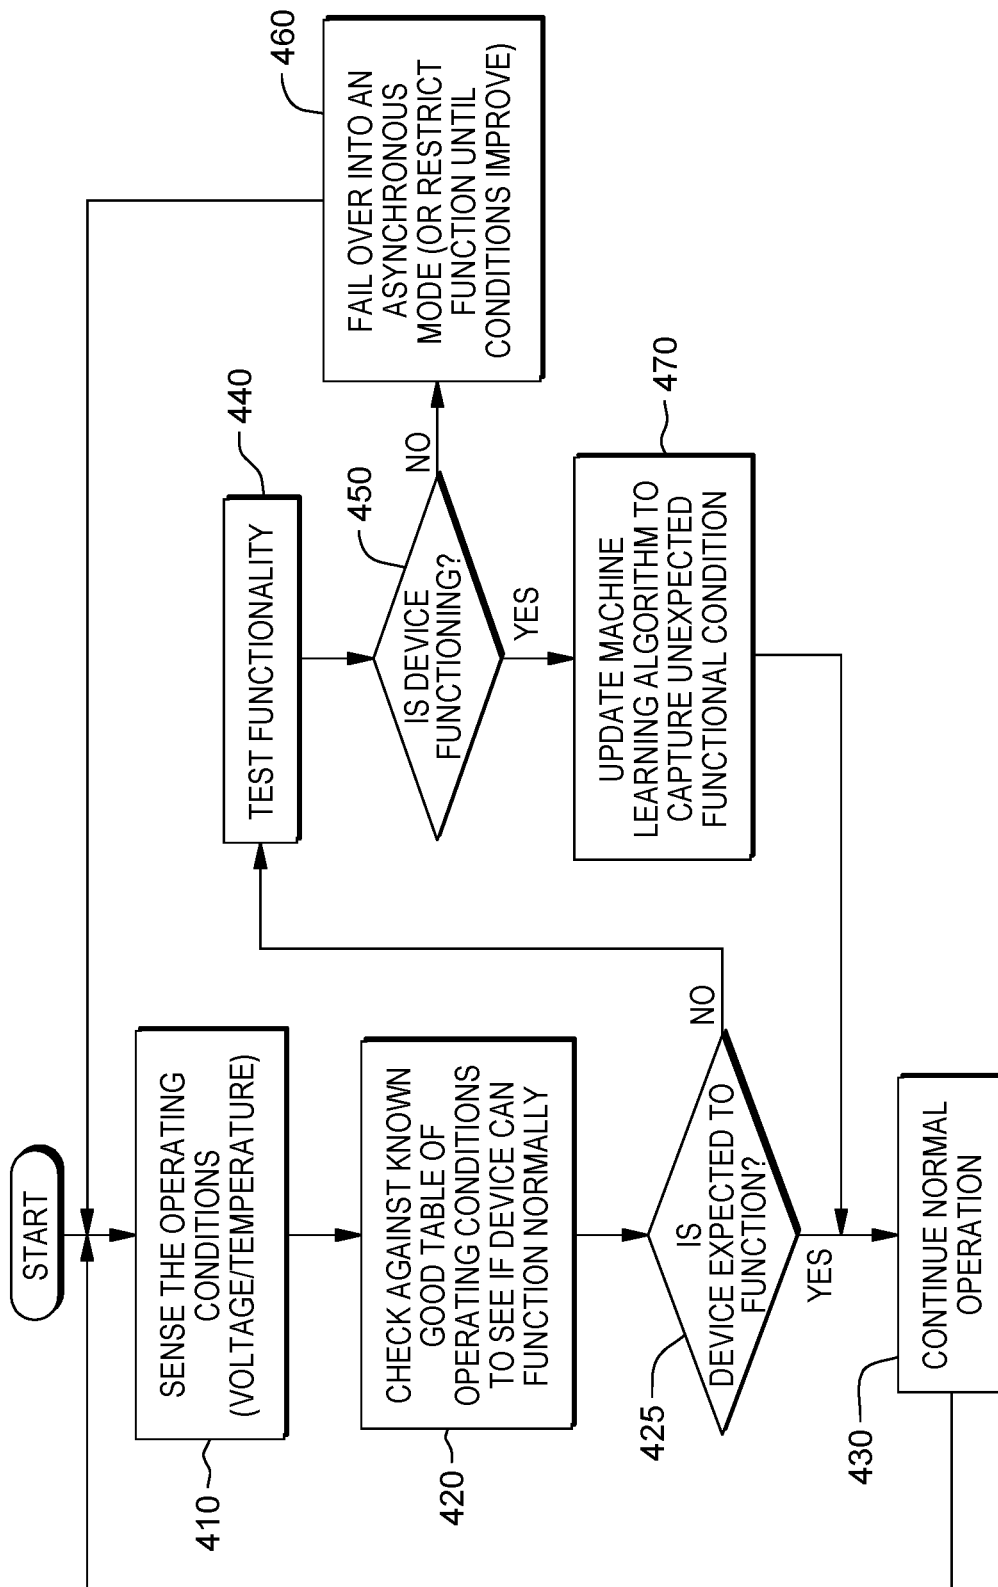 START
SENSE THE OPERATING
CONDITIONS
(VOLTAGE/TEMPERATURE)
410
CHECK AGAINST KNOWN
GOOD TABLE OF
OPERATING CONDITIONS
TO SEE IF DEVICE CAN
FUNCTION NORMALLY
420
IS
DEVICE EXPECTED TO
FUNCTION?
425
NO
YES
CONTINUE NORMAL
OPERATION
430
TEST FUNCTIONALITY
440
IS DEVICE
FUNCTIONING?
450
NO
YES
FAIL OVER INTO AN
ASYNCHRONOUS
MODE (OR RESTRICT
FUNCTION UNTIL
CONDITIONS IMPROVE)
460
UPDATE MACHINE
LEARNING ALGORITHM TO
CAPTURE UNEXPECTED
FUNCTIONAL CONDITION
470